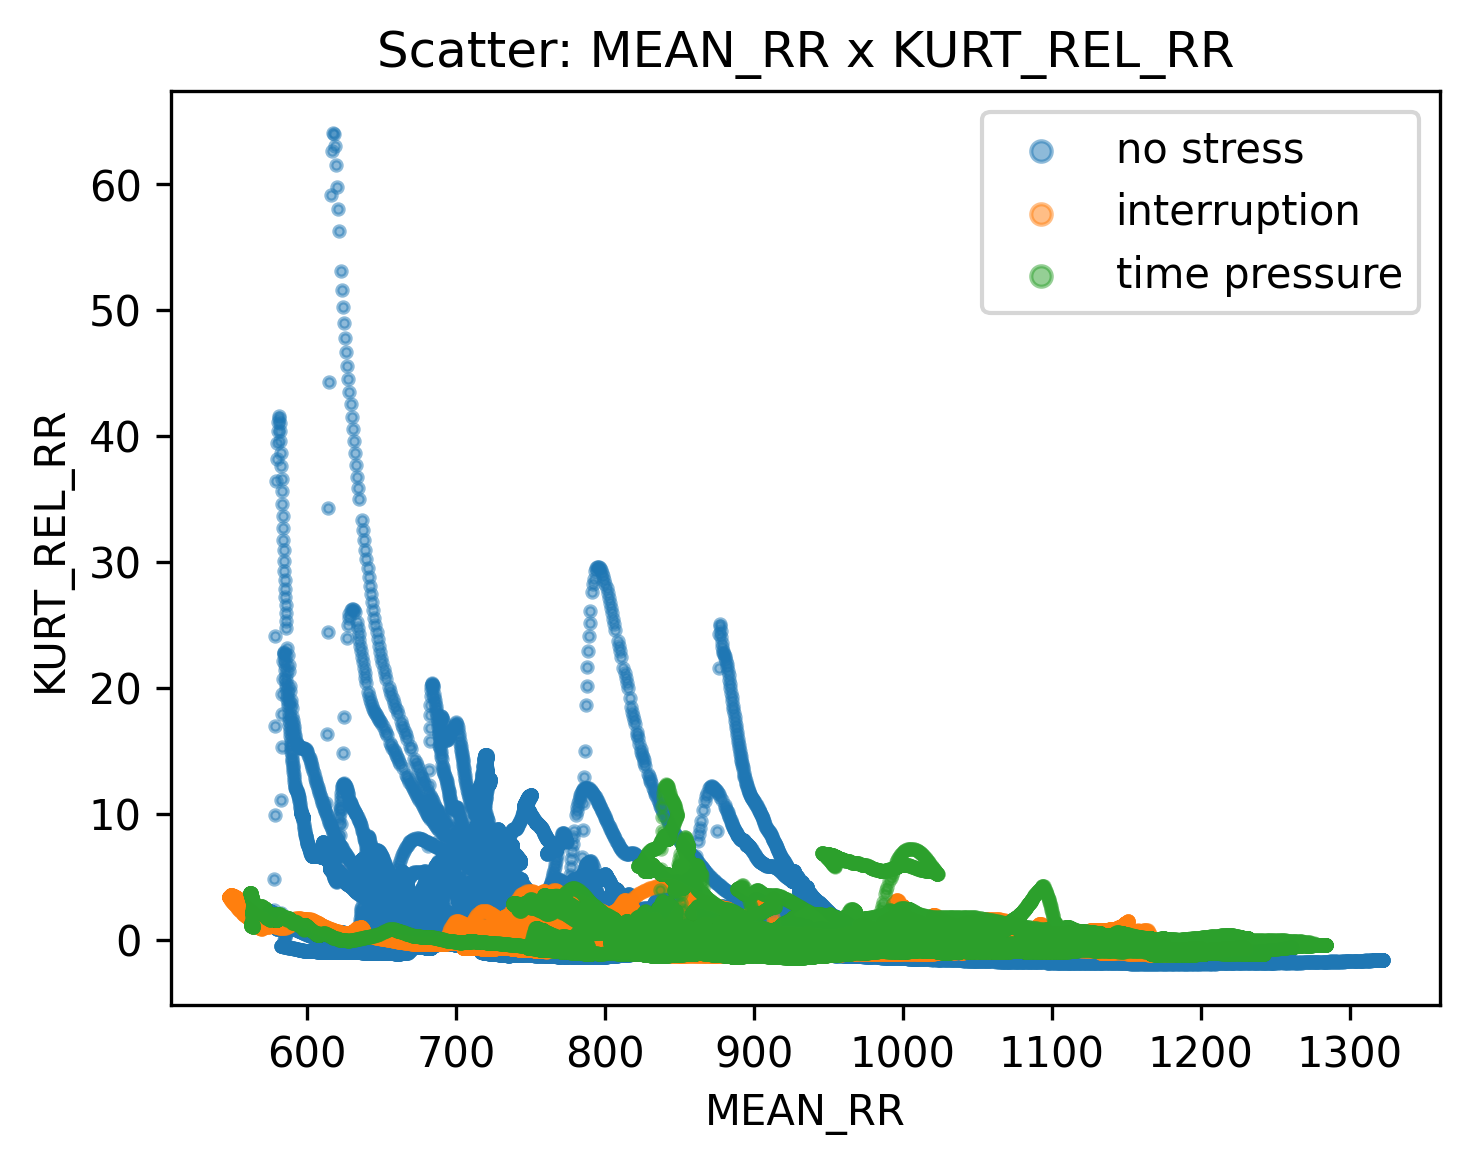 Scatter: MEAN_RR x KURT_REL_RR
no stress
interruption
time pressure
KURT_REL_RR
60
50
40
30
20
10
0
600 700 800 900 1000 1100 1200 1300
MEAN_RR